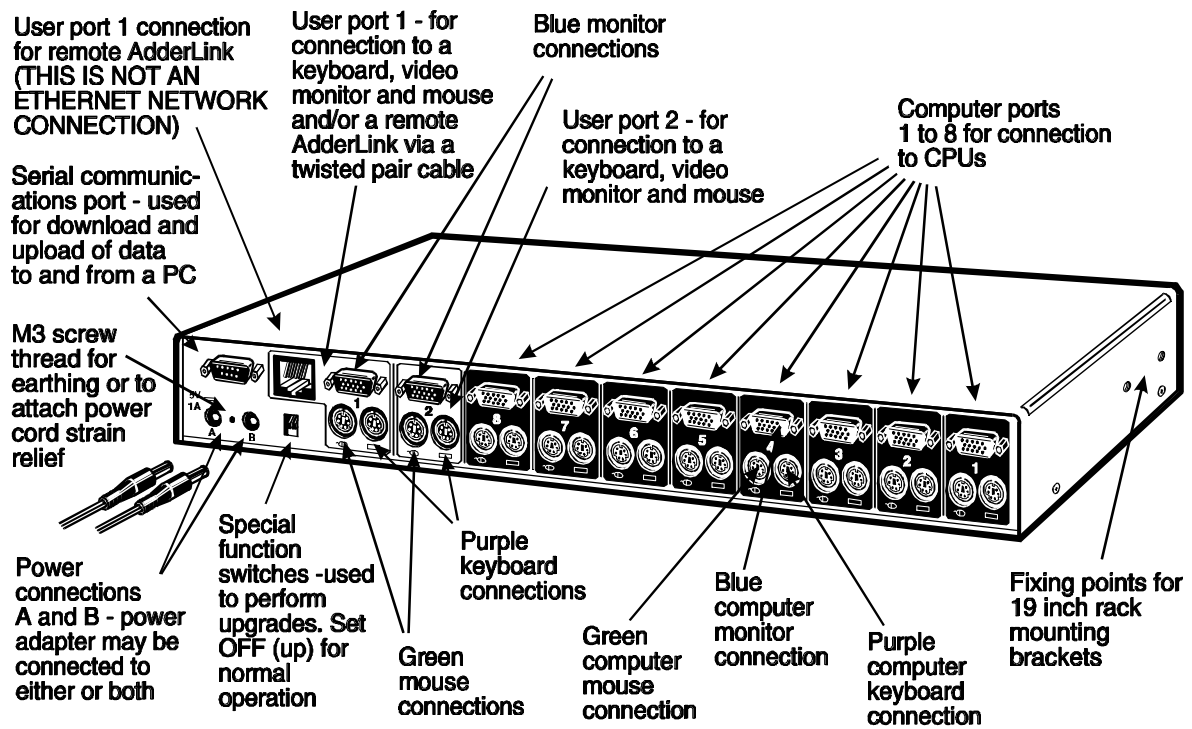 User port 1 connection
for remote AdderLink
(THIS IS NOT AN
ETHERNET NETWORK
CONNECTION)
User port 1 - for
connection to a
keyboard, video
monitor and mouse
and/or a remote
AdderLink via a
twisted pair cable
Blue monitor
connections
User port 2 - for
connection to a
keyboard, video
monitor and mouse
Computer ports
1 to 8 for connection
to CPUs
Serial communic-
ations port - used
for download and
upload of data
to and from a PC
M3 screw
thread for
earthing or to
attach power
cord strain
relief
5V
1A
A
B
1
2
8
7
6
5
4
3
2
1
Power
connections
A and B - power
adapter may be
connected to
either or both
Special
function
switches -used
to perform
upgrades. Set
OFF (up) for
normal
operation
Green
mouse
connections
Purple
keyboard
connections
Green
computer
mouse
connection
Blue
computer
monitor
connection
Purple
computer
keyboard
connection
Fixing points for
19 inch rack
mounting
brackets